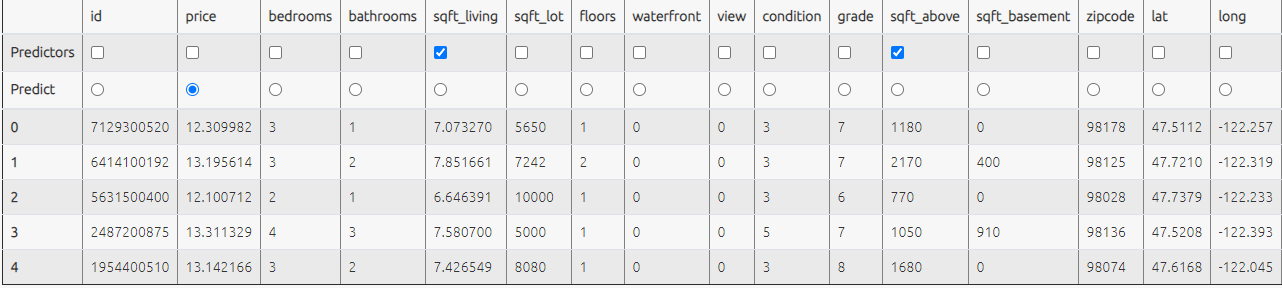 id price bedrooms bathrooms sqft_living sqft_lot floors waterfront view condition grade sqft_above sqft_basement zipcode lat long
Predictors
Predict
0 7129300520 12.309982 3 1 7.073270 5650 1 0 0 3 7 1180 0 98178 47.5112 -122.257
1 6414100192 13.195614 3 2 7.851661 7242 2 0 0 3 7 2170 400 98125 47.7210 -122.319
2 5631500400 12.100712 2 1 6.646391 10000 1 0 0 3 6 770 0 98028 47.7379 -122.233
3 2487200875 13.311329 4 3 7.580700 5000 1 0 0 5 7 1050 910 98136 47.5208 -122.393
4 1954400510 13.142166 3 2 7.426549 8080 1 0 0 3 8 1680 0 98074 47.6168 -122.045